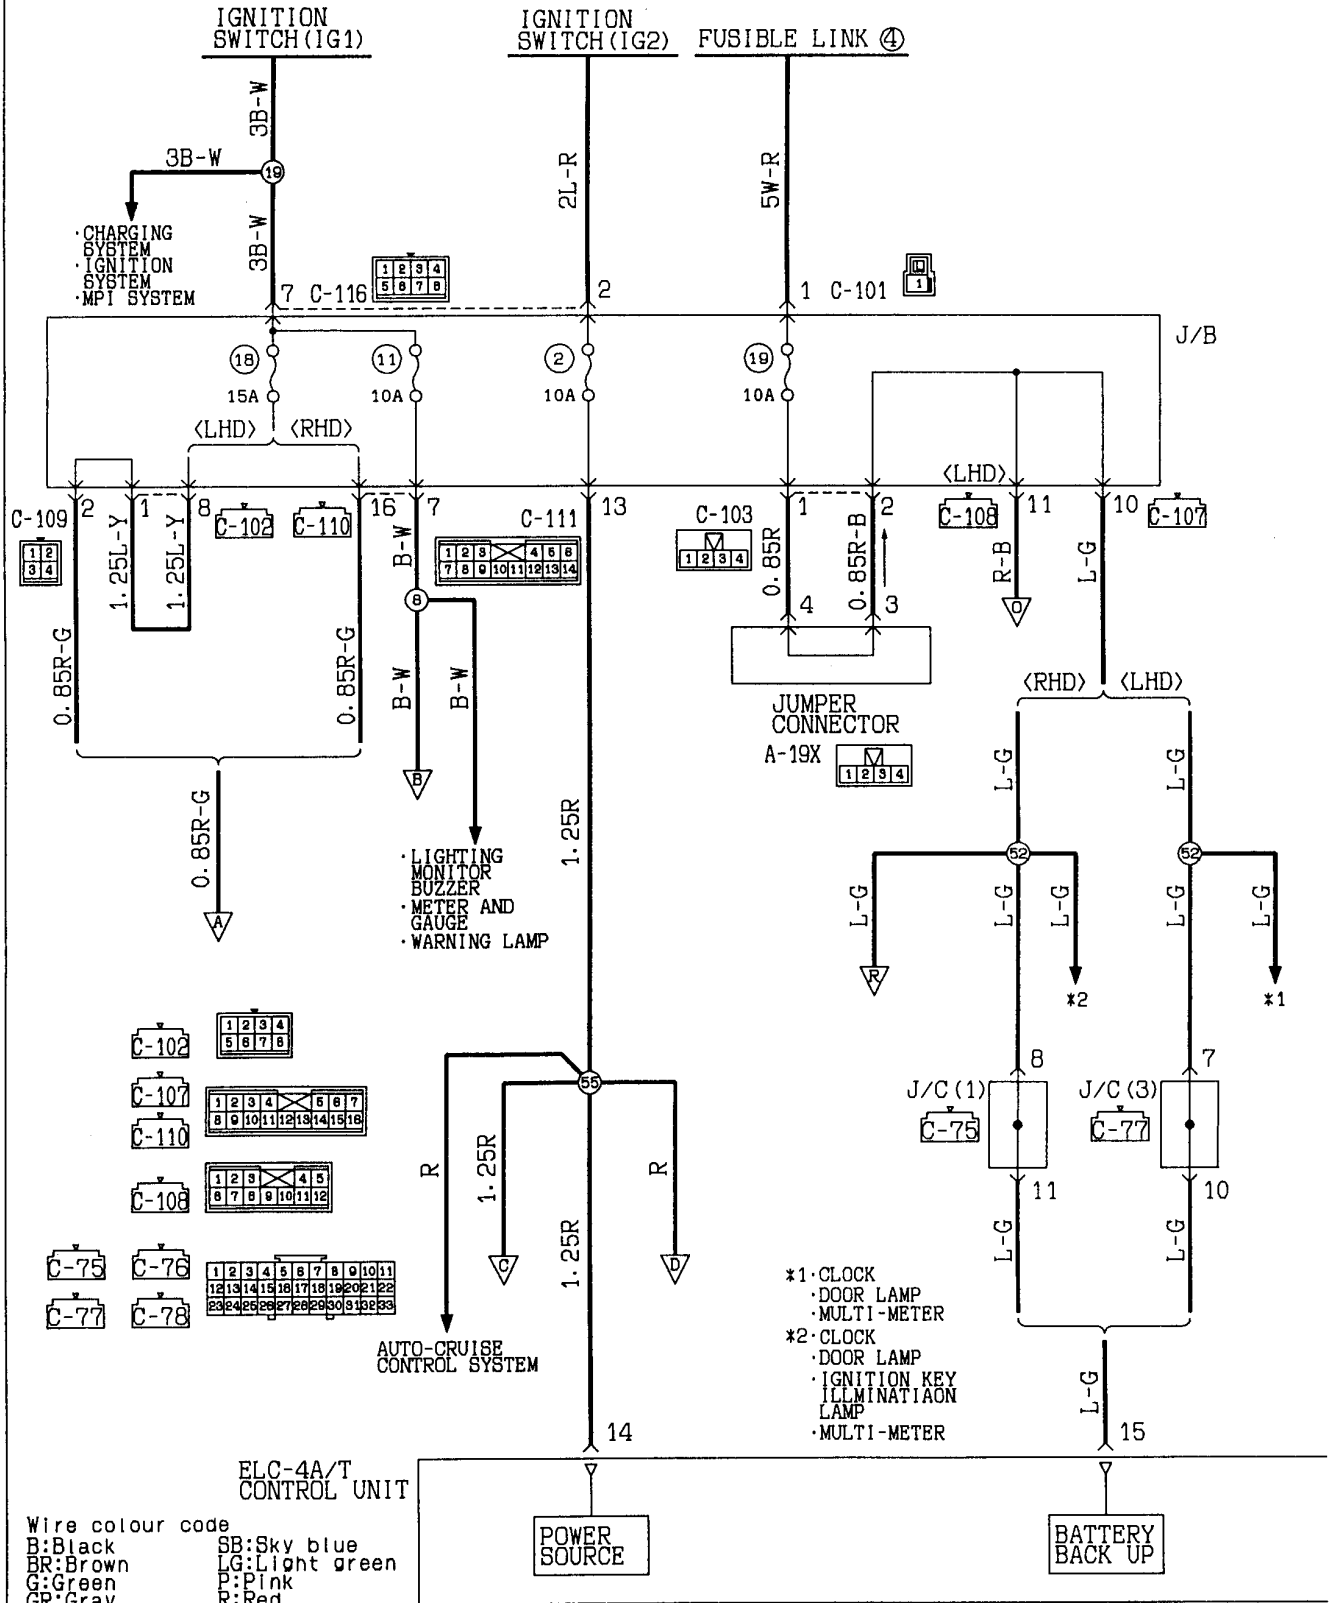 IGNITION
SWITCH(IG1)
IGNITION
SWITCH(IG2)
FUSIBLE LINK ④
3B-W
2L-R
5W-R
3B-W
19
3B-W
·CHARGING
SYSTEM
·IGNITION
SYSTEM
·MPI SYSTEM
7 C-116
1 2 3 4
5 6 7 8
2
1 C-101
1
J/B
18
15A
11
10A
2
10A
19
10A
<LHD> <RHD>
<LHD>
C-109
2 1 8
C-102
C-110
16 7
C-111
13
C-103
1 2
C-108
11 10
C-107
1 2
3 4
1 2 3 4 5 6
7 8 9 10 11 12 13 14
1 2 3 4
1.25L-Y
1.25L-Y
B-W
0.85R
0.85R-B
R-B
L-G
8
4 3
O
0.85R-G
0.85R-G
B-W
B-W
JUMPER
CONNECTOR
A-19X
1 2 3 4
<RHD> <LHD>
L-G
L-G
B
0.85R-G
1.25R
A
·LIGHTING
MONITOR
BUZZER
·METER AND
GAUGE
·WARNING LAMP
52
52
L-G
L-G
L-G
L-G
L-G
R
*2
*1
C-102
1 2 3 4
5 6 7 8
C-107
C-110
1 2 3 4 5 6 7
8 9 10 11 12 13 14 15 16
C-108
1 2 3 4 5
6 7 8 9 10 11 12
C-75
C-76
C-77
C-78
1 2 3 4 5 6 7 8 9 10 11
12 13 14 15 16 17 18 19 20 21 22
23 24 25 26 27 28 29 30 31 32 33
55
R
1.25R
1.25R
R
C
D
AUTO-CRUISE
CONTROL SYSTEM
8
J/C(1)
C-75
11
7
J/C(3)
C-77
10
L-G
L-G
*1·CLOCK
·DOOR LAMP
·MULTI-METER
*2·CLOCK
·DOOR LAMP
·IGNITION KEY
ILLMINATIAON
LAMP
·MULTI-METER
L-G
14
15
ELC-4A/T
CONTROL UNIT
POWER
SOURCE
BATTERY
BACK UP
Wire colour code
B:Black SB:Sky blue
BR:Brown LG:Light green
G:Green P:Pink
GR:Gray R:Red